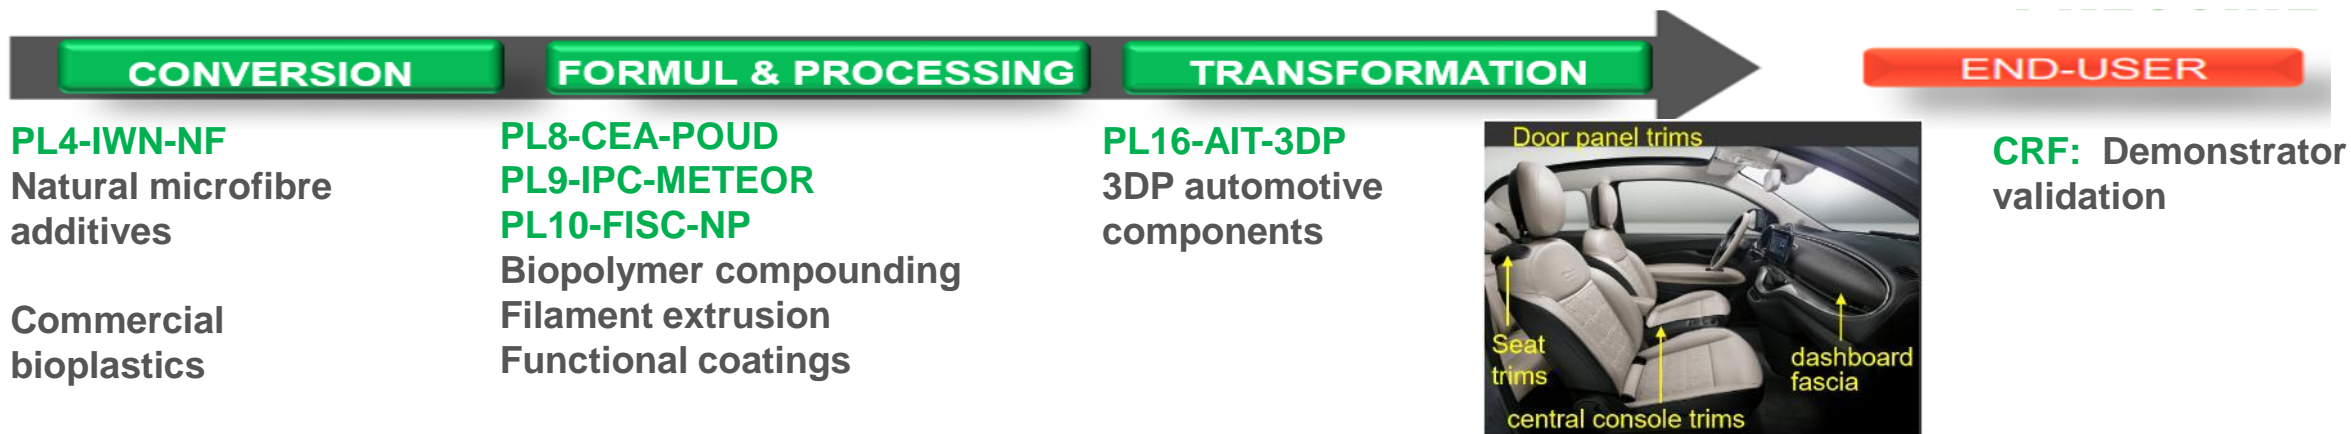 CONVERSION
FORMUL & PROCESSING
TRANSFORMATION
END-USER
PL4-IWN-NF
Natural microfibre
additives
Commercial
bioplastics
PL8-CEA-POUD
PL9-IPC-METEOR
PL10-FISC-NP
Biopolymer compounding
Filament extrusion
Functional coatings
PL16-AIT-3DP
3DP automotive
components
Door panel trims
Seat
trims
central console trims
dashboard
fascia
CRF: Demonstrator
validation